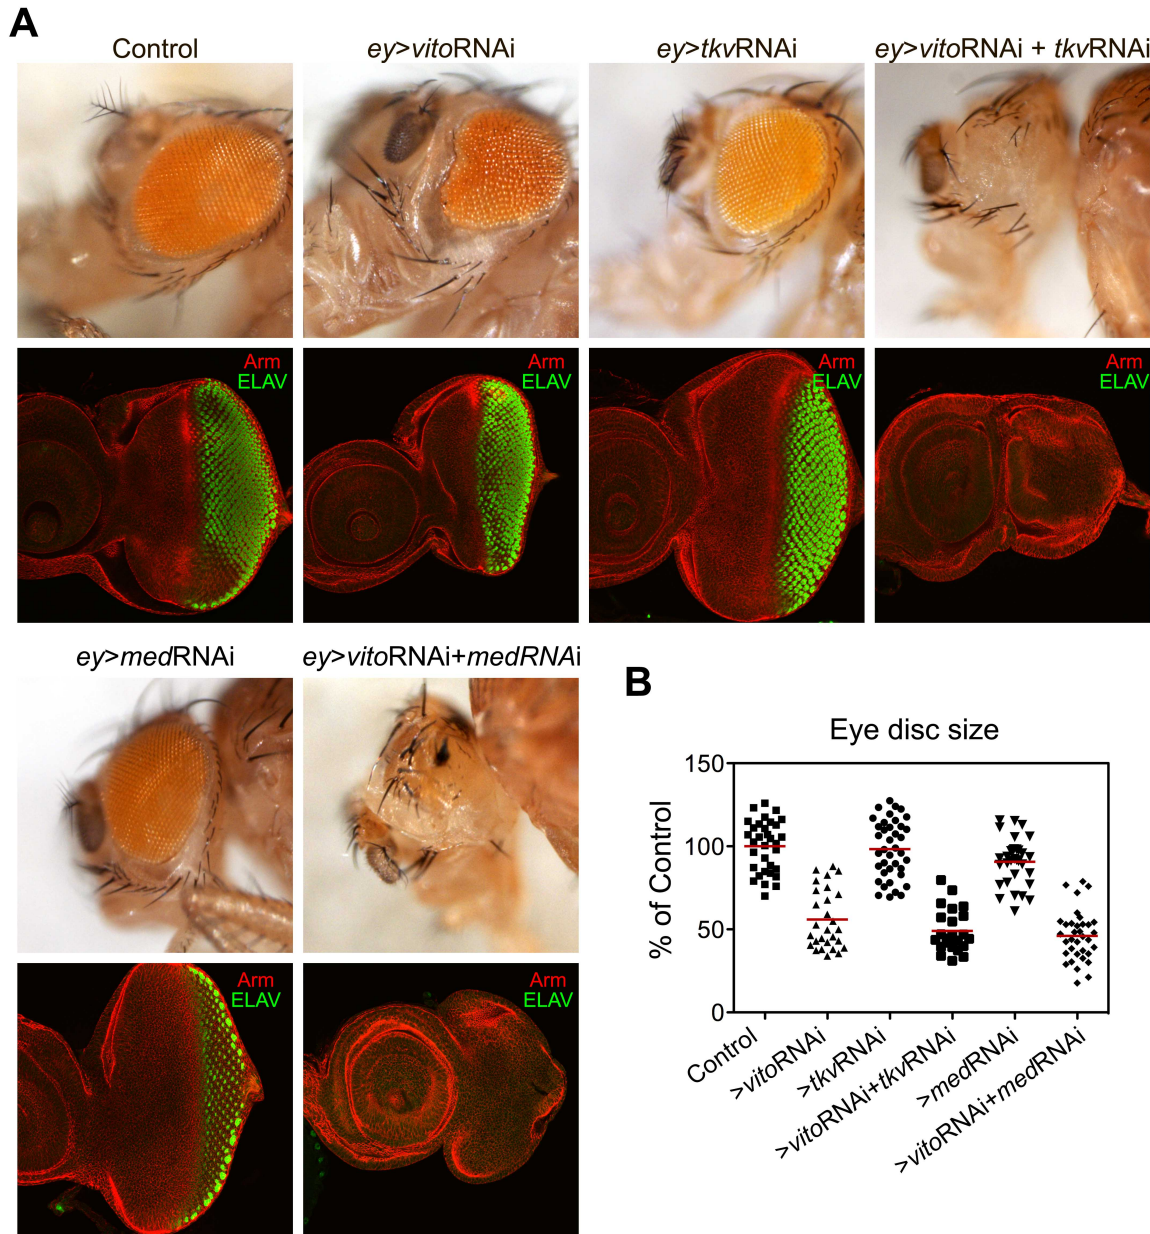 A
Control
ey>vitoRNAi
ey>tkvRNAi
ey>vitoRNAi + tkvRNAi
Arm
ELAV
Arm
ELAV
Arm
ELAV
Arm
ELAV
ey>medRNAi
ey>vitoRNAi+medRNAi
Arm
ELAV
Arm
ELAV
B
Eye disc size
% of Control
150
100
50
0
Control
>vitoRNAi
>tkvRNAi
>vitoRNAi+tkvRNAi
>medRNAi
>vitoRNAi+medRNAi